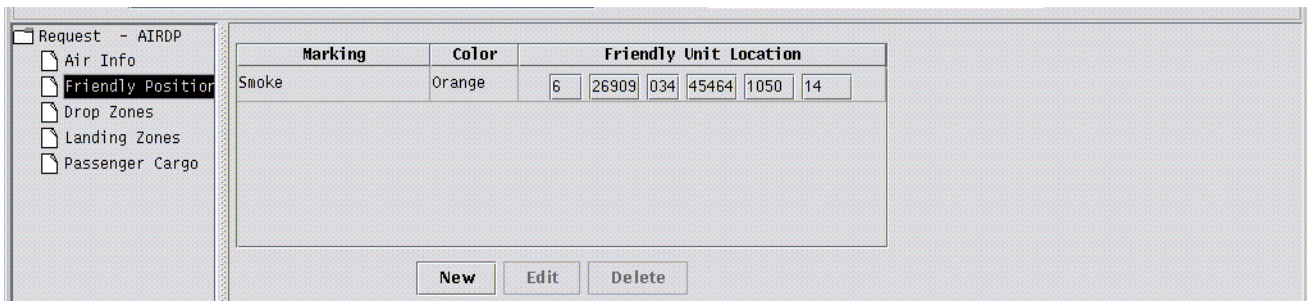 Request - AIRDP
Air Info
Friendly Position
Drop Zones
Landing Zones
Passenger Cargo
Marking Color Friendly Unit Location
Smoke Orange 6 26909 034 45464 1050 14
New Edit Delete